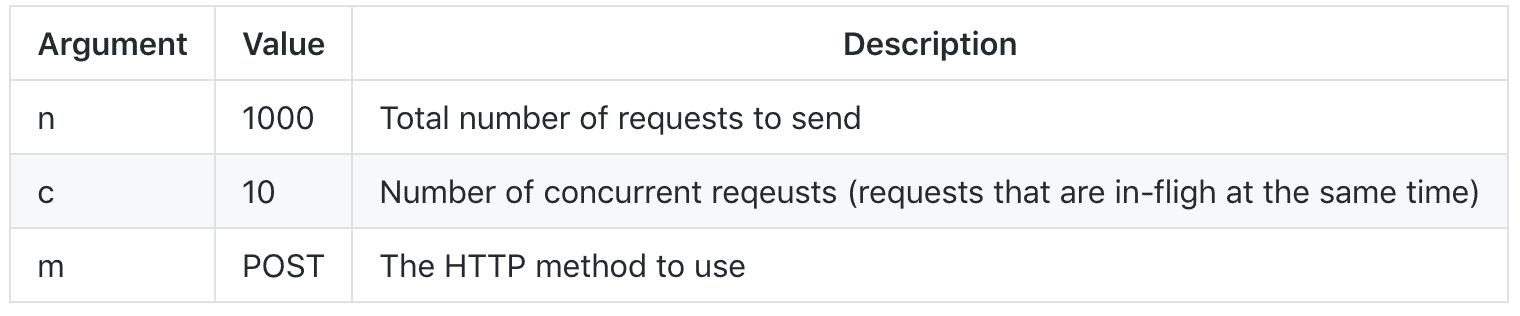 Argument Value Description
n 1000 Total number of requests to send
c 10 Number of concurrent reqeusts (requests that are in-fligh at the same time)
m POST The HTTP method to use